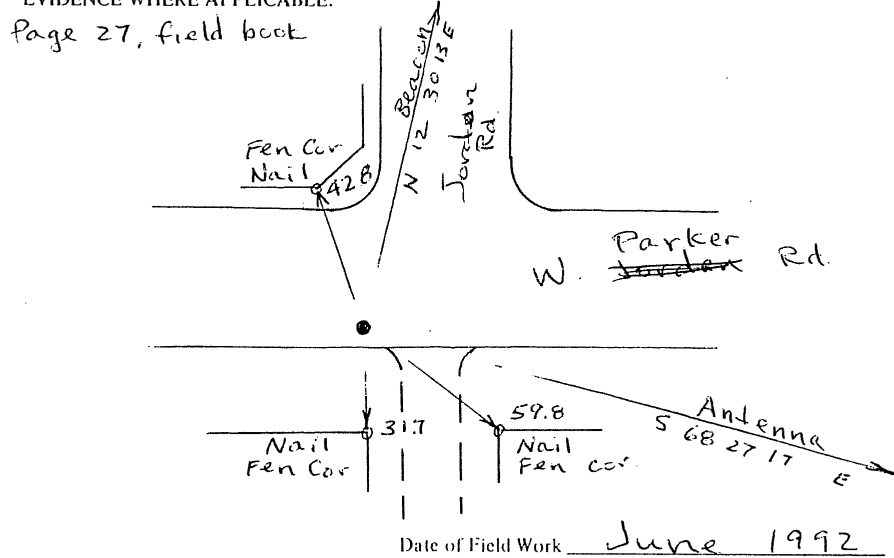 EVIDENCE WHERE APPLICABLE.
Page 27, field book
Beacon
N 12 30 13 E
Jordan
Rd.
Fen Cor
Nail
42.8
W. Parker Rd.
Jordan
31.7
Nail
Fen Cor
59.8
Nail
Fen cor.
Antenna
S 68 27 17 E
Date of Field Work June 1992